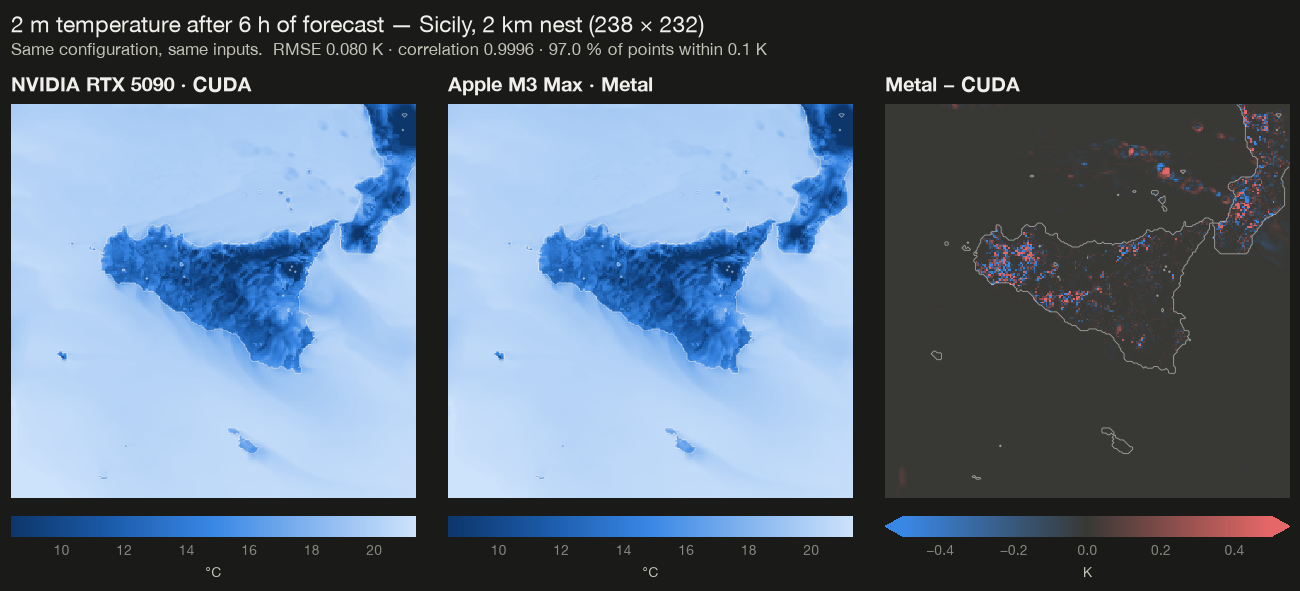 2 m temperature after 6 h of forecast — Sicily, 2 km nest (238 × 232)
Same configuration, same inputs.  RMSE 0.080 K · correlation 0.9996 · 97.0 % of points within 0.1 K
NVIDIA RTX 5090 · CUDA
Apple M3 Max · Metal
Metal − CUDA
10 12 14 16 18 20
°C
10 12 14 16 18 20
°C
−0.4 −0.2 0.0 0.2 0.4
K